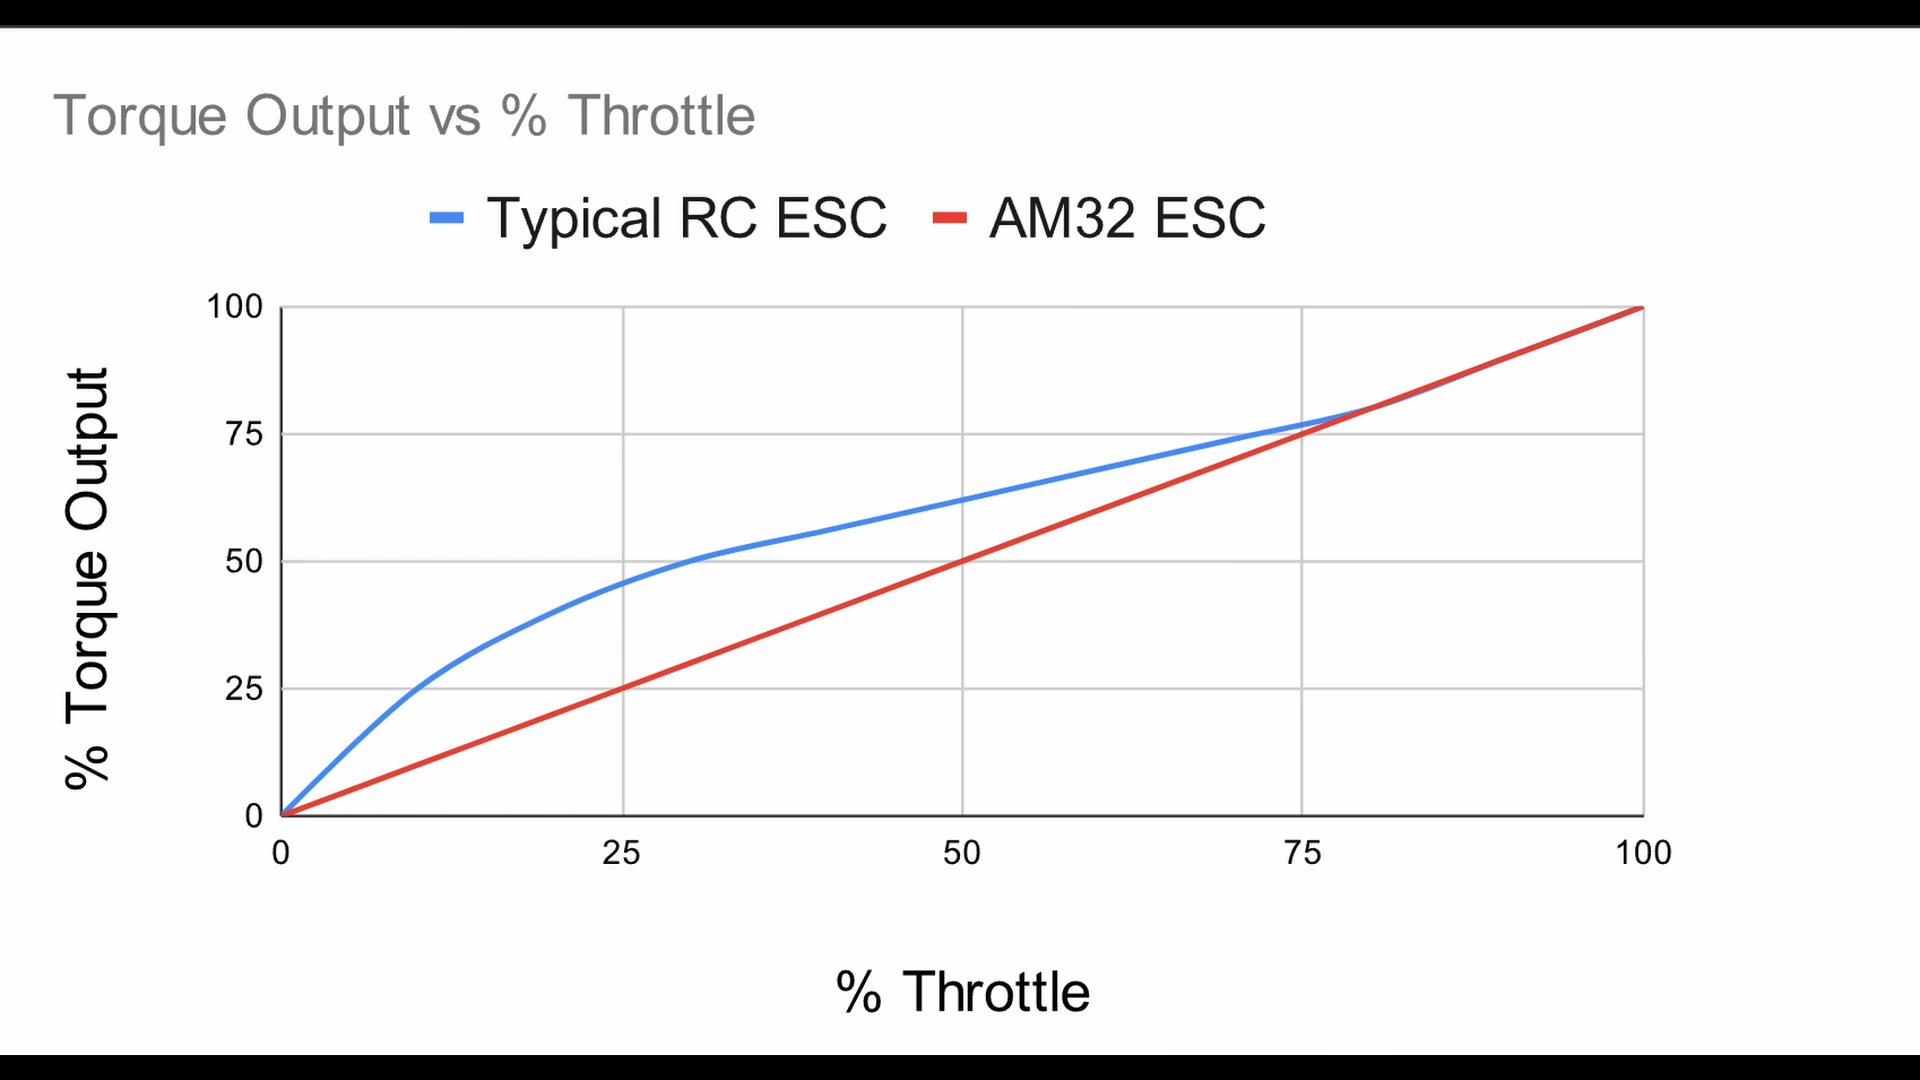 Torque Output vs % Throttle
Typical RC ESC
AM32 ESC
% Torque Output
100
75
50
25
0
0
25
50
75
100
% Throttle